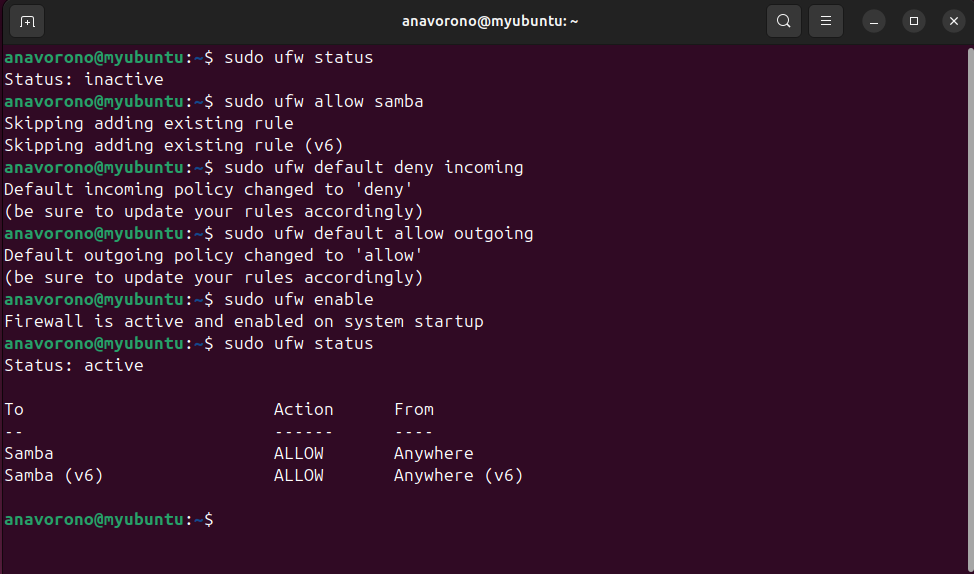 anavorono@myubuntu: ~
anavorono@myubuntu:~$ sudo ufw status
Status: inactive
anavorono@myubuntu:~$ sudo ufw allow samba
Skipping adding existing rule
Skipping adding existing rule (v6)
anavorono@myubuntu:~$ sudo ufw default deny incoming
Default incoming policy changed to 'deny'
(be sure to update your rules accordingly)
anavorono@myubuntu:~$ sudo ufw default allow outgoing
Default outgoing policy changed to 'allow'
(be sure to update your rules accordingly)
anavorono@myubuntu:~$ sudo ufw enable
Firewall is active and enabled on system startup
anavorono@myubuntu:~$ sudo ufw status
Status: active
To                         Action      From
--                         ------      ----
Samba                      ALLOW       Anywhere
Samba (v6)                 ALLOW       Anywhere (v6)
anavorono@myubuntu:~$